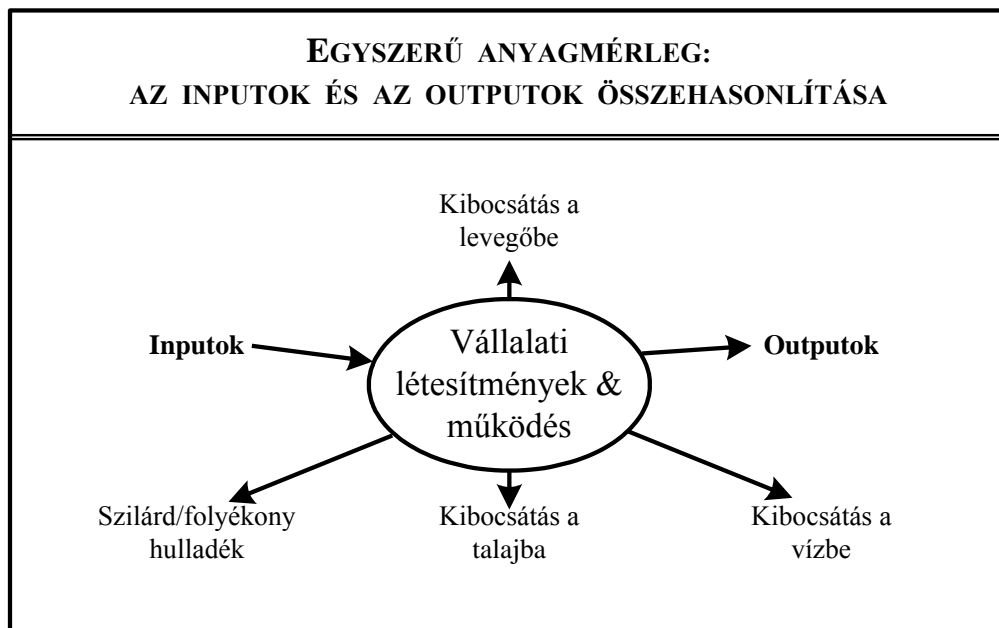 EGYSZERŰ ANYAGMÉRLEG:
AZ INPUTOK ÉS AZ OUTPUTOK ÖSSZEHASONLÍTÁSA
Kibocsátás a
levegőbe
Inputok
Vállalati
létesítmények &
működés
Outputok
Szilárd/folyékony
hulladék
Kibocsátás a
talajba
Kibocsátás a
vízbe